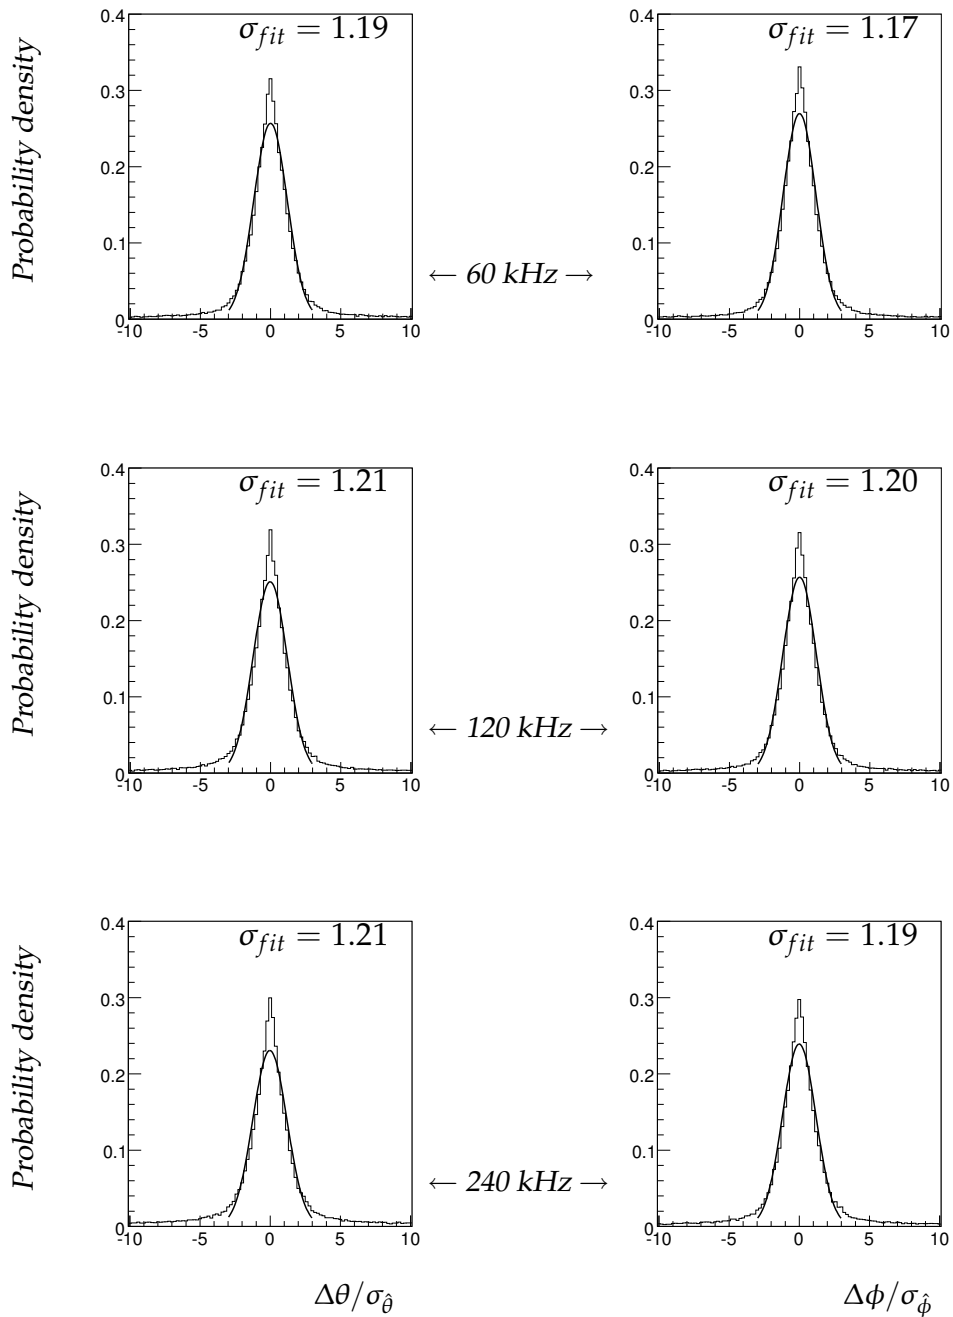 σ_fit = 1.19
σ_fit = 1.17
Probability density
0.4
0.3
0.2
0.1
0
-10 -5 0 5 10
0.4
0.3
0.2
0.1
0
-10 -5 0 5 10
← 60 kHz →
σ_fit = 1.21
σ_fit = 1.20
Probability density
0.4
0.3
0.2
0.1
0
-10 -5 0 5 10
0.4
0.3
0.2
0.1
0
-10 -5 0 5 10
← 120 kHz →
σ_fit = 1.21
σ_fit = 1.19
Probability density
0.4
0.3
0.2
0.1
0
-10 -5 0 5 10
0.4
0.3
0.2
0.1
0
-10 -5 0 5 10
← 240 kHz →
Δθ/σ_θ̂
Δϕ/σ_ϕ̂